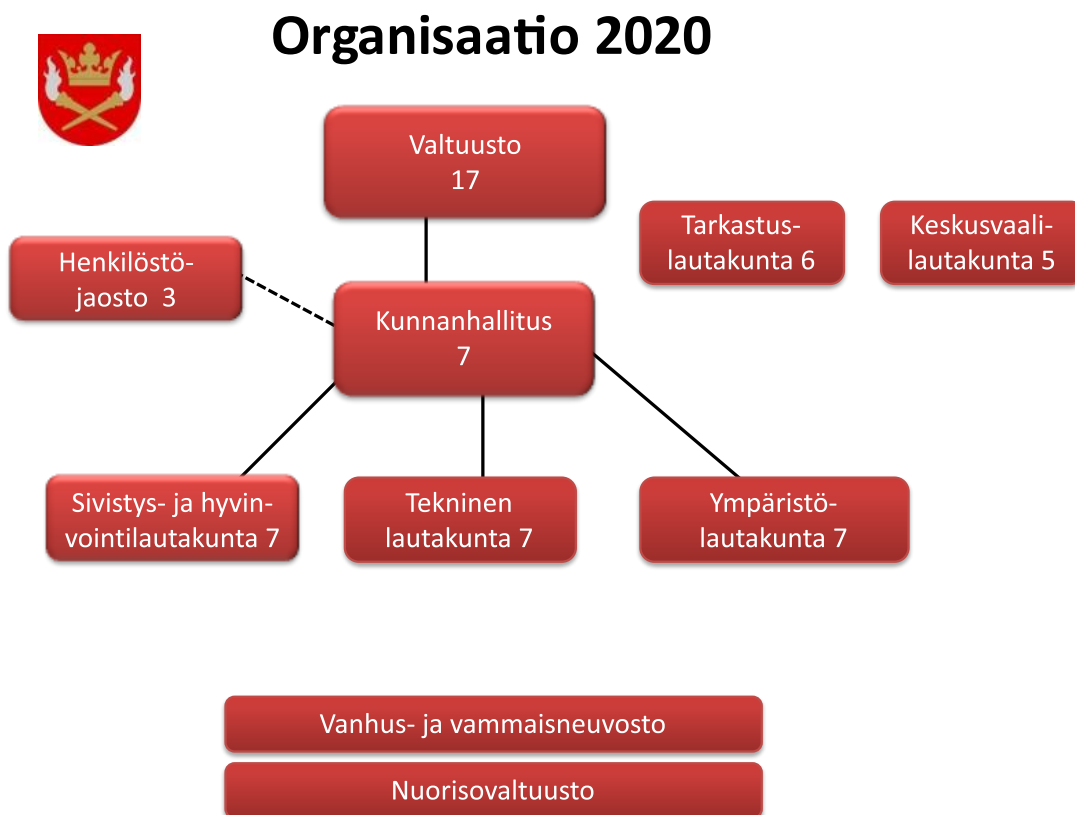 Organisaatio 2020
Valtuusto
17
Tarkastus-
lautakunta 6
Keskusvaali-
lautakunta 5
Henkilöstö-
jaosto 3
Kunnanhallitus
7
Sivistys- ja hyvin-
vointilautakunta 7
Tekninen
lautakunta 7
Ympäristö-
lautakunta 7
Vanhus- ja vammaisneuvosto
Nuorisovaltuusto